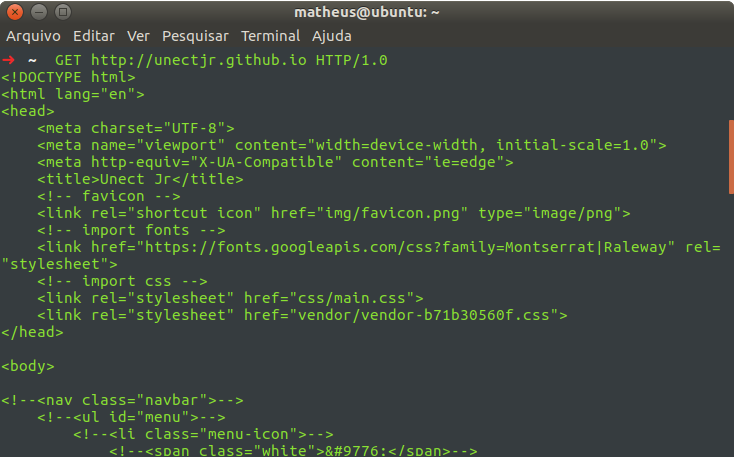 matheus@ubuntu: ~
Arquivo Editar Ver Pesquisar Terminal Ajuda
➜ ~ GET http://unectjr.github.io HTTP/1.0
<!DOCTYPE html>
<html lang="en">
<head>
    <meta charset="UTF-8">
    <meta name="viewport" content="width=device-width, initial-scale=1.0">
    <meta http-equiv="X-UA-Compatible" content="ie=edge">
    <title>Unect Jr</title>
    <!-- favicon -->
    <link rel="shortcut icon" href="img/favicon.png" type="image/png">
    <!-- import fonts -->
    <link href="https://fonts.googleapis.com/css?family=Montserrat|Raleway" rel=
"stylesheet">
    <!-- import css -->
    <link rel="stylesheet" href="css/main.css">
    <link rel="stylesheet" href="vendor/vendor-b71b30560f.css">
</head>
<body>
<!--<nav class="navbar">-->
    <!--<ul id="menu">-->
        <!--<li class="menu-icon">-->
            <!--<span class="white">&#9776;</span>-->